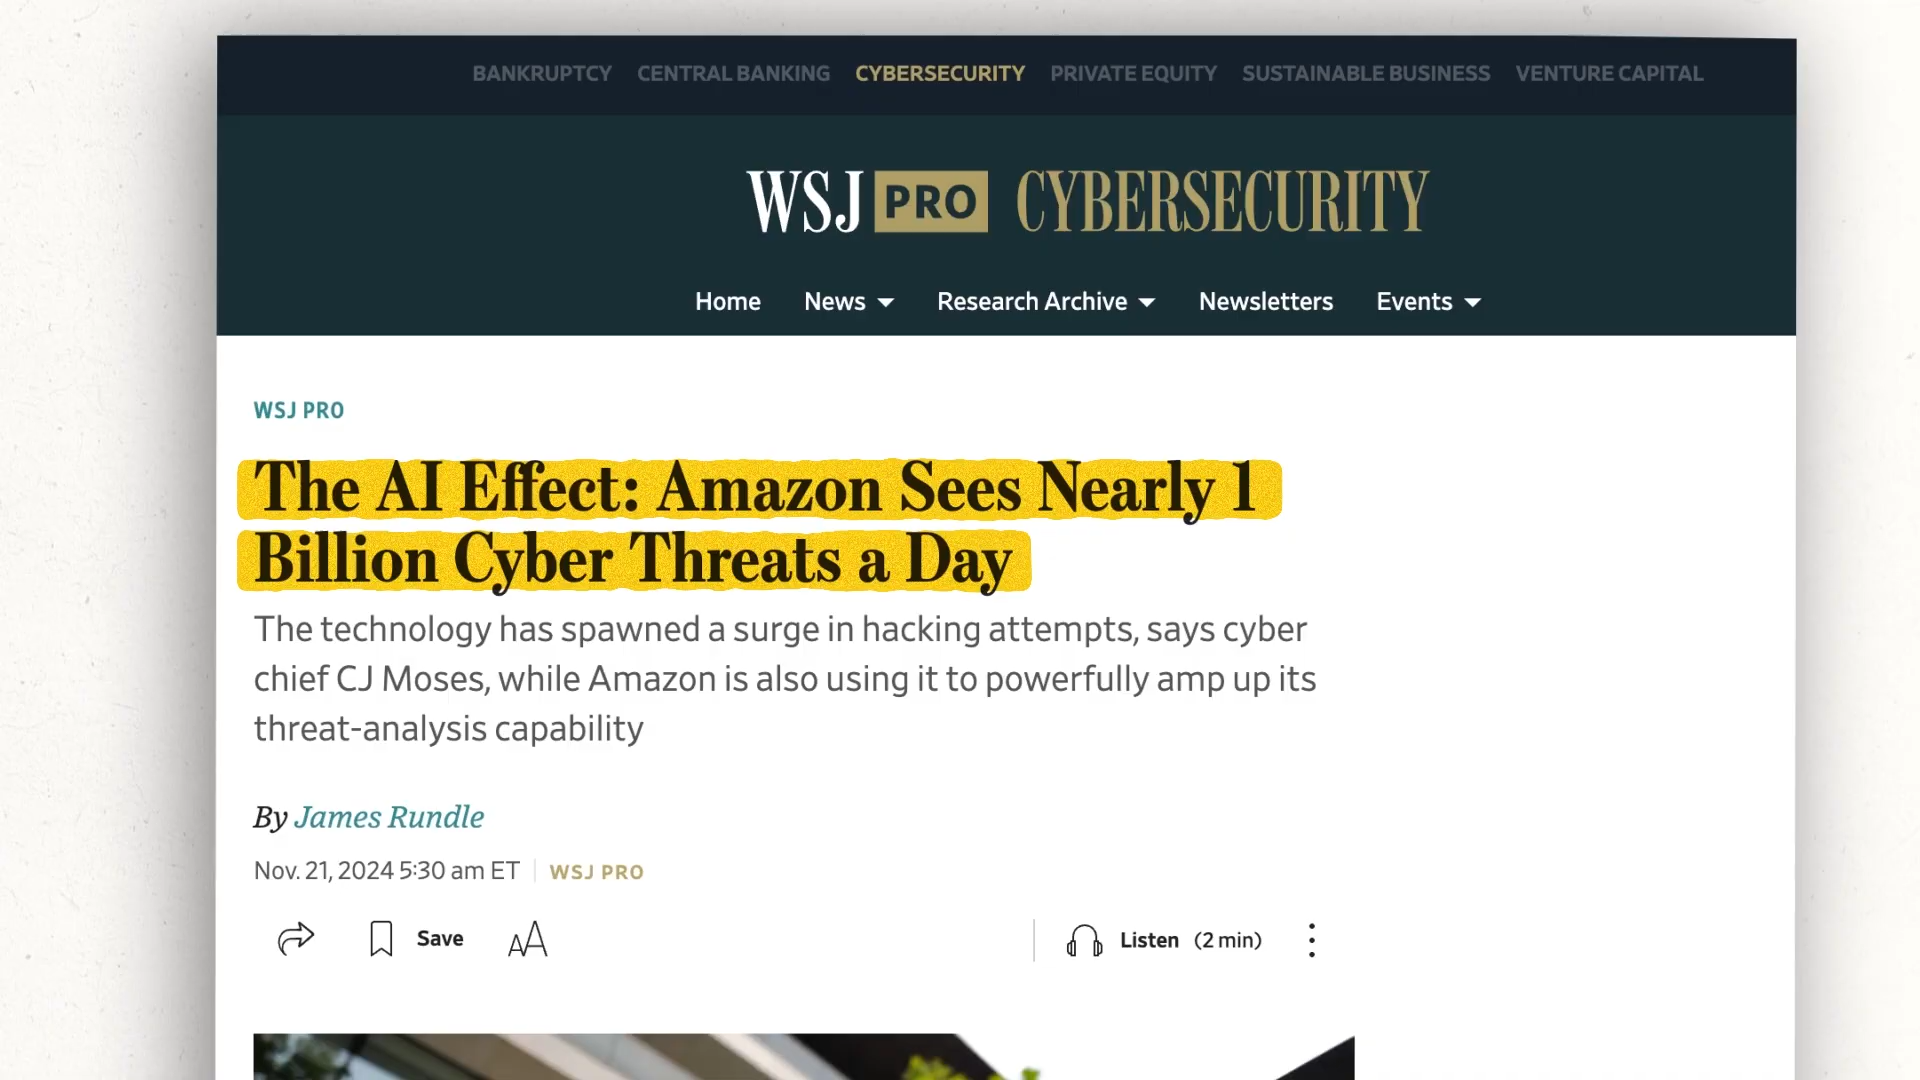 BANKRUPTCY CENTRAL BANKING CYBERSECURITY PRIVATE EQUITY SUSTAINABLE BUSINESS VENTURE CAPITAL
WSJ PRO CYBERSECURITY
Home News Research Archive Newsletters Events
WSJ PRO
The AI Effect: Amazon Sees Nearly 1
Billion Cyber Threats a Day
The technology has spawned a surge in hacking attempts, says cyber
chief CJ Moses, while Amazon is also using it to powerfully amp up its
threat-analysis capability
By James Rundle
Nov. 21, 2024 5:30 am ET WSJ PRO
Save AA Listen (2 min)